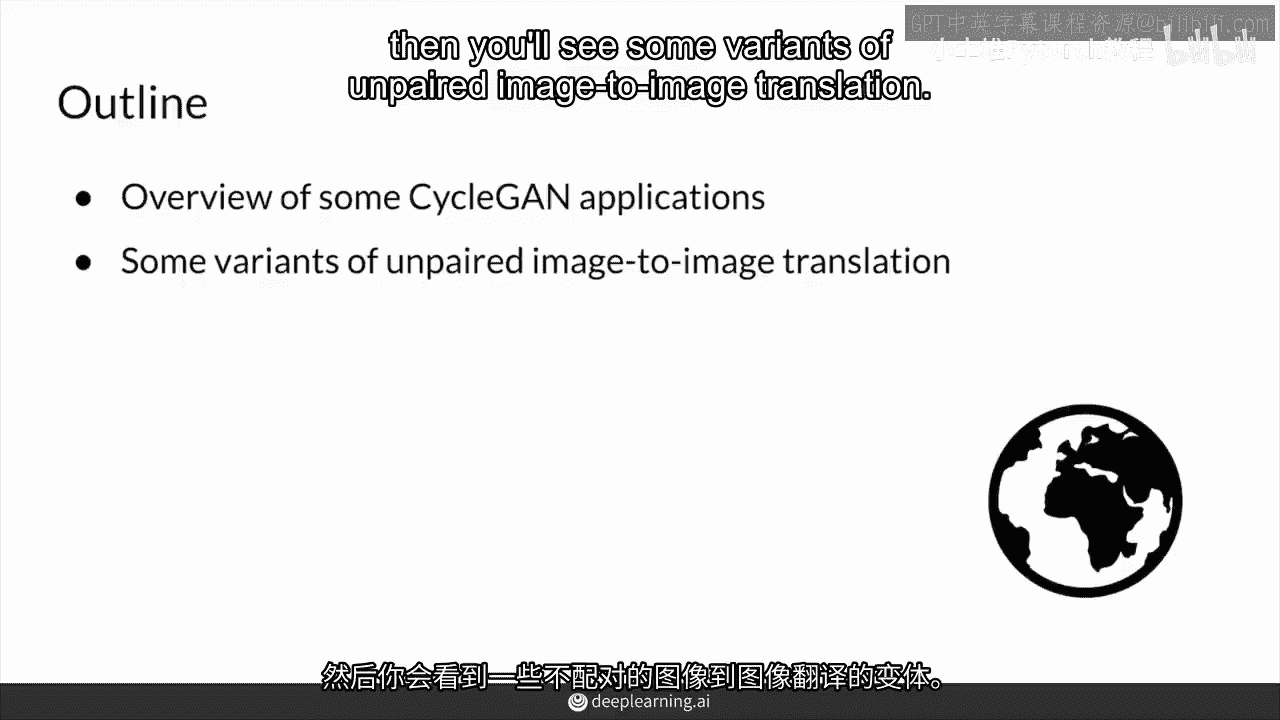 GPT中英字幕课程资源@bilibili.com
then you'll see some variants of
unpaired image-to-image translation.
Outline
● Overview of some CycleGAN applications
● Some variants of unpaired image-to-image translation
然后你会看到一些不配对的图像到图像翻译的变体。
deeplearning.ai